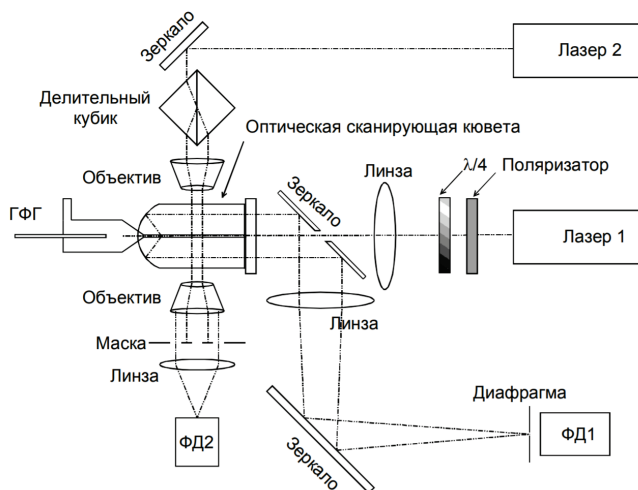 Зеркало
Лазер 2
Делительный
кубик
Оптическая сканирующая кювета
Объектив
Линза
λ/4
Поляризатор
ГФГ
Зеркало
Лазер 1
Объектив
Линза
Маска
Линза
Диафрагма
ФД2
Зеркало
ФД1